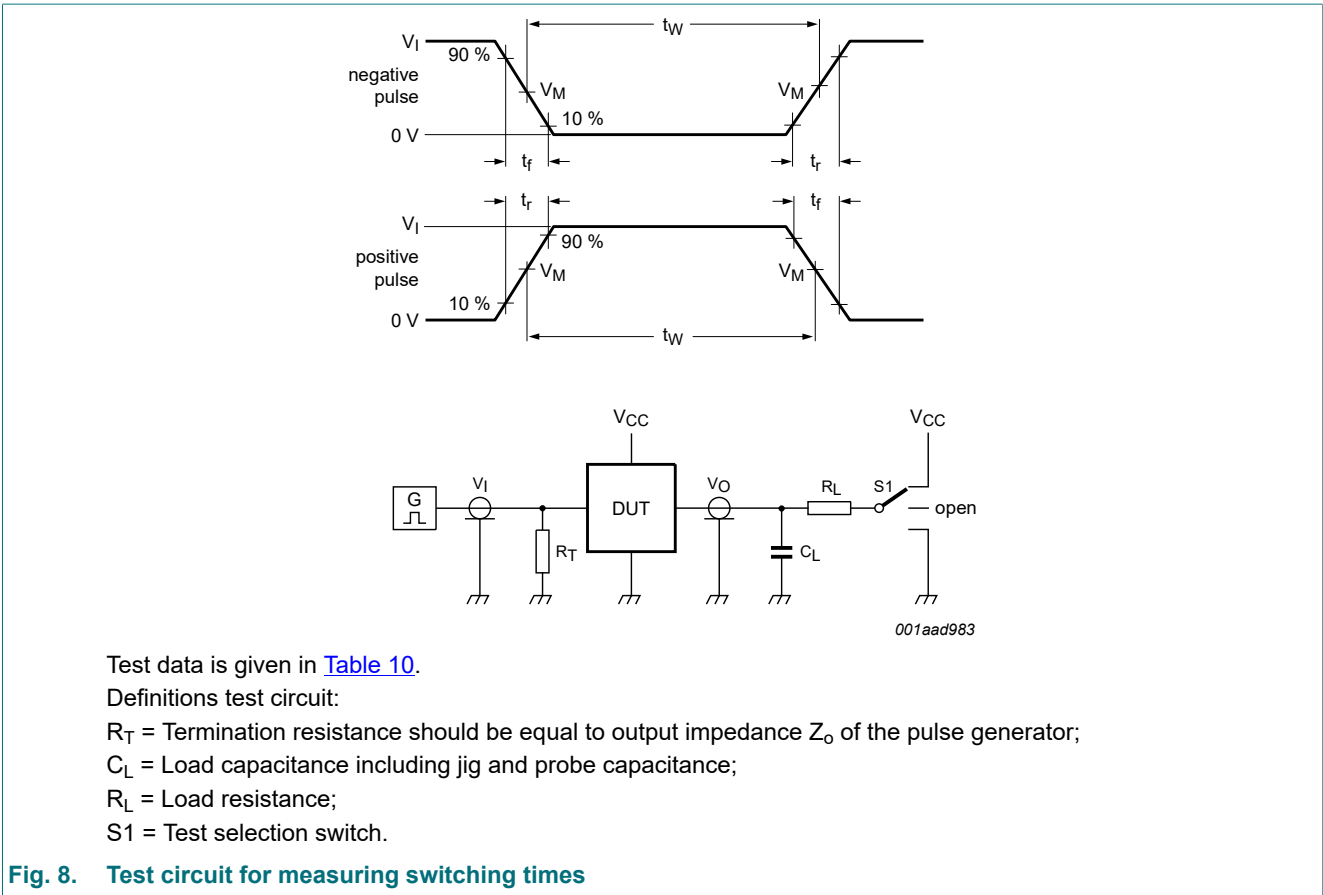 tW
VI
90 %
negative
pulse
VM
VM
10 %
0 V
tf
tr
tr
tf
VI
90 %
positive
pulse
VM
VM
10 %
0 V
tW
VCC
VCC
G
VI
DUT
VO
RL
S1
open
RT
CL
001aad983
Test data is given in Table 10.
Definitions test circuit:
RT = Termination resistance should be equal to output impedance Zo of the pulse generator;
CL = Load capacitance including jig and probe capacitance;
RL = Load resistance;
S1 = Test selection switch.
Fig. 8. Test circuit for measuring switching times